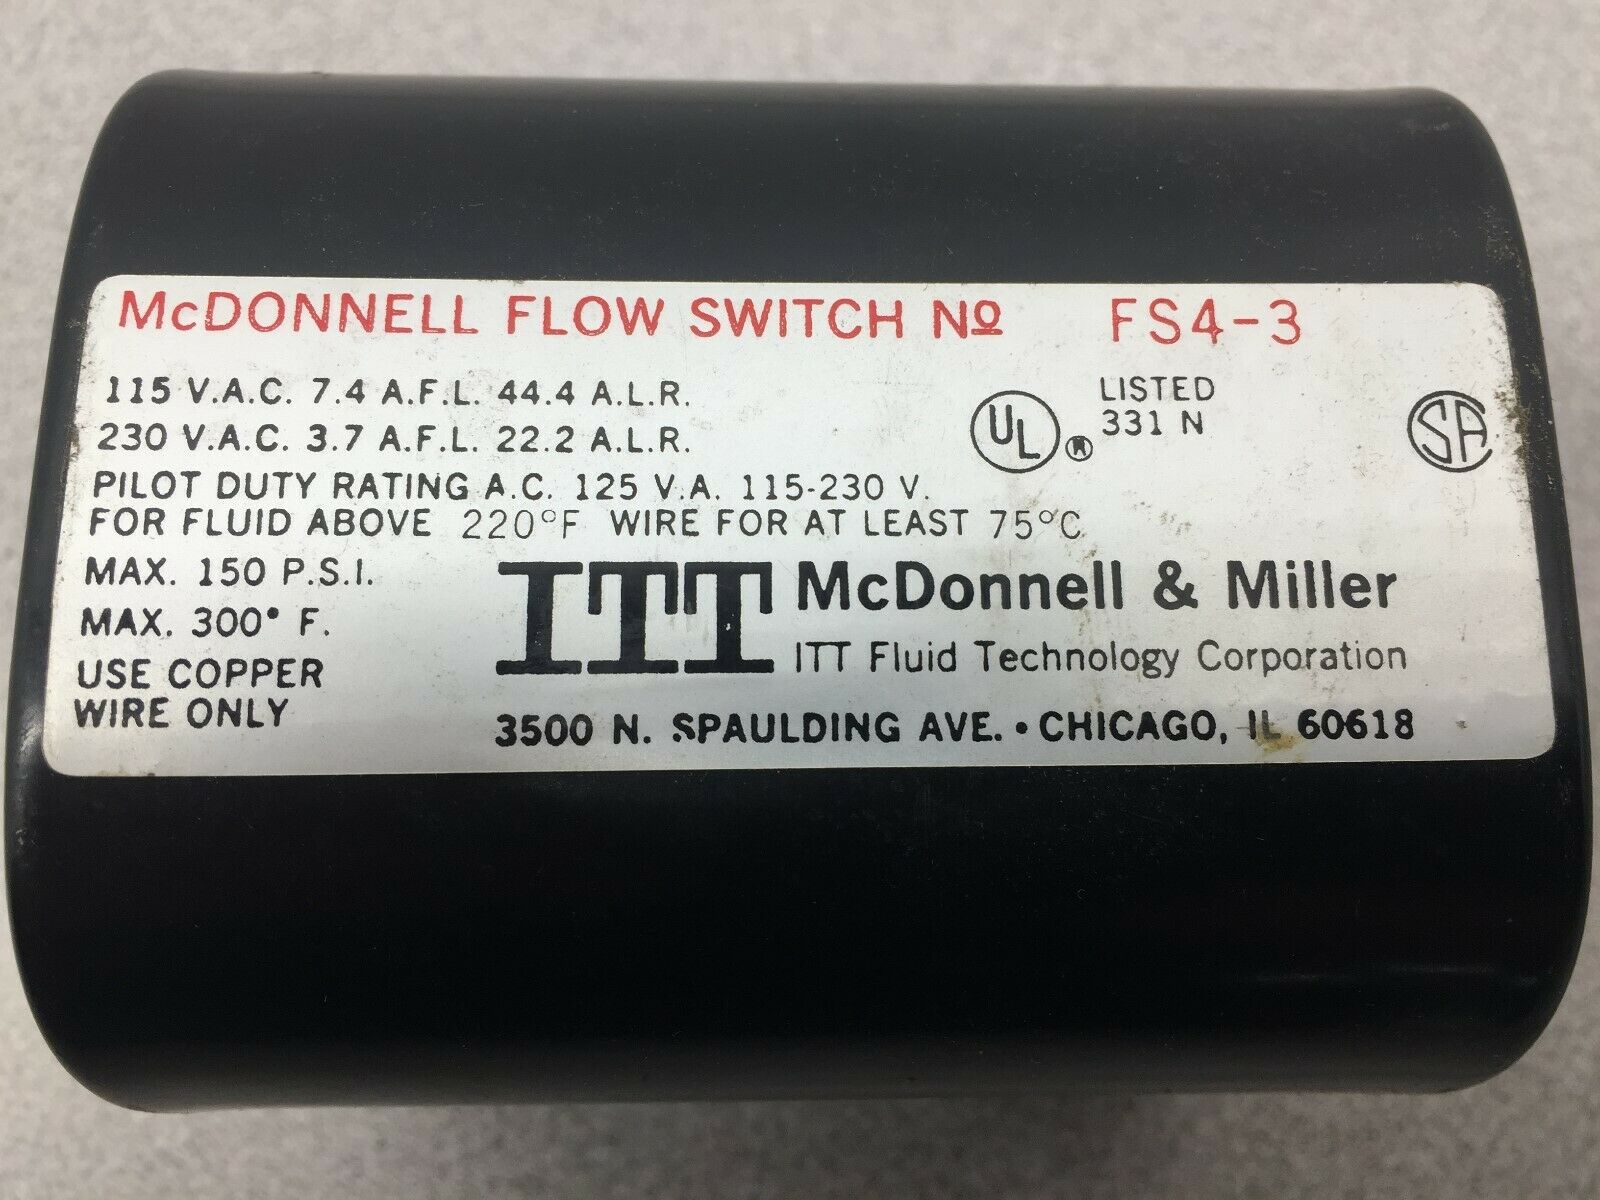 McDONNELL FLOW SWITCH Nº FS4-3
115 V.A.C. 7.4 A.F.L. 44.4 A.L.R.
230 V.A.C. 3.7 A.F.L. 22.2 A.L.R.
UL ® LISTED
331 N
SA
PILOT DUTY RATING A.C. 125 V.A. 115-230 V.
FOR FLUID ABOVE 220°F WIRE FOR AT LEAST 75°C
MAX. 150 P.S.I.
MAX. 300° F.
USE COPPER
WIRE ONLY
ITT McDonnell & Miller
ITT Fluid Technology Corporation
3500 N. SPAULDING AVE. • CHICAGO, IL 60618